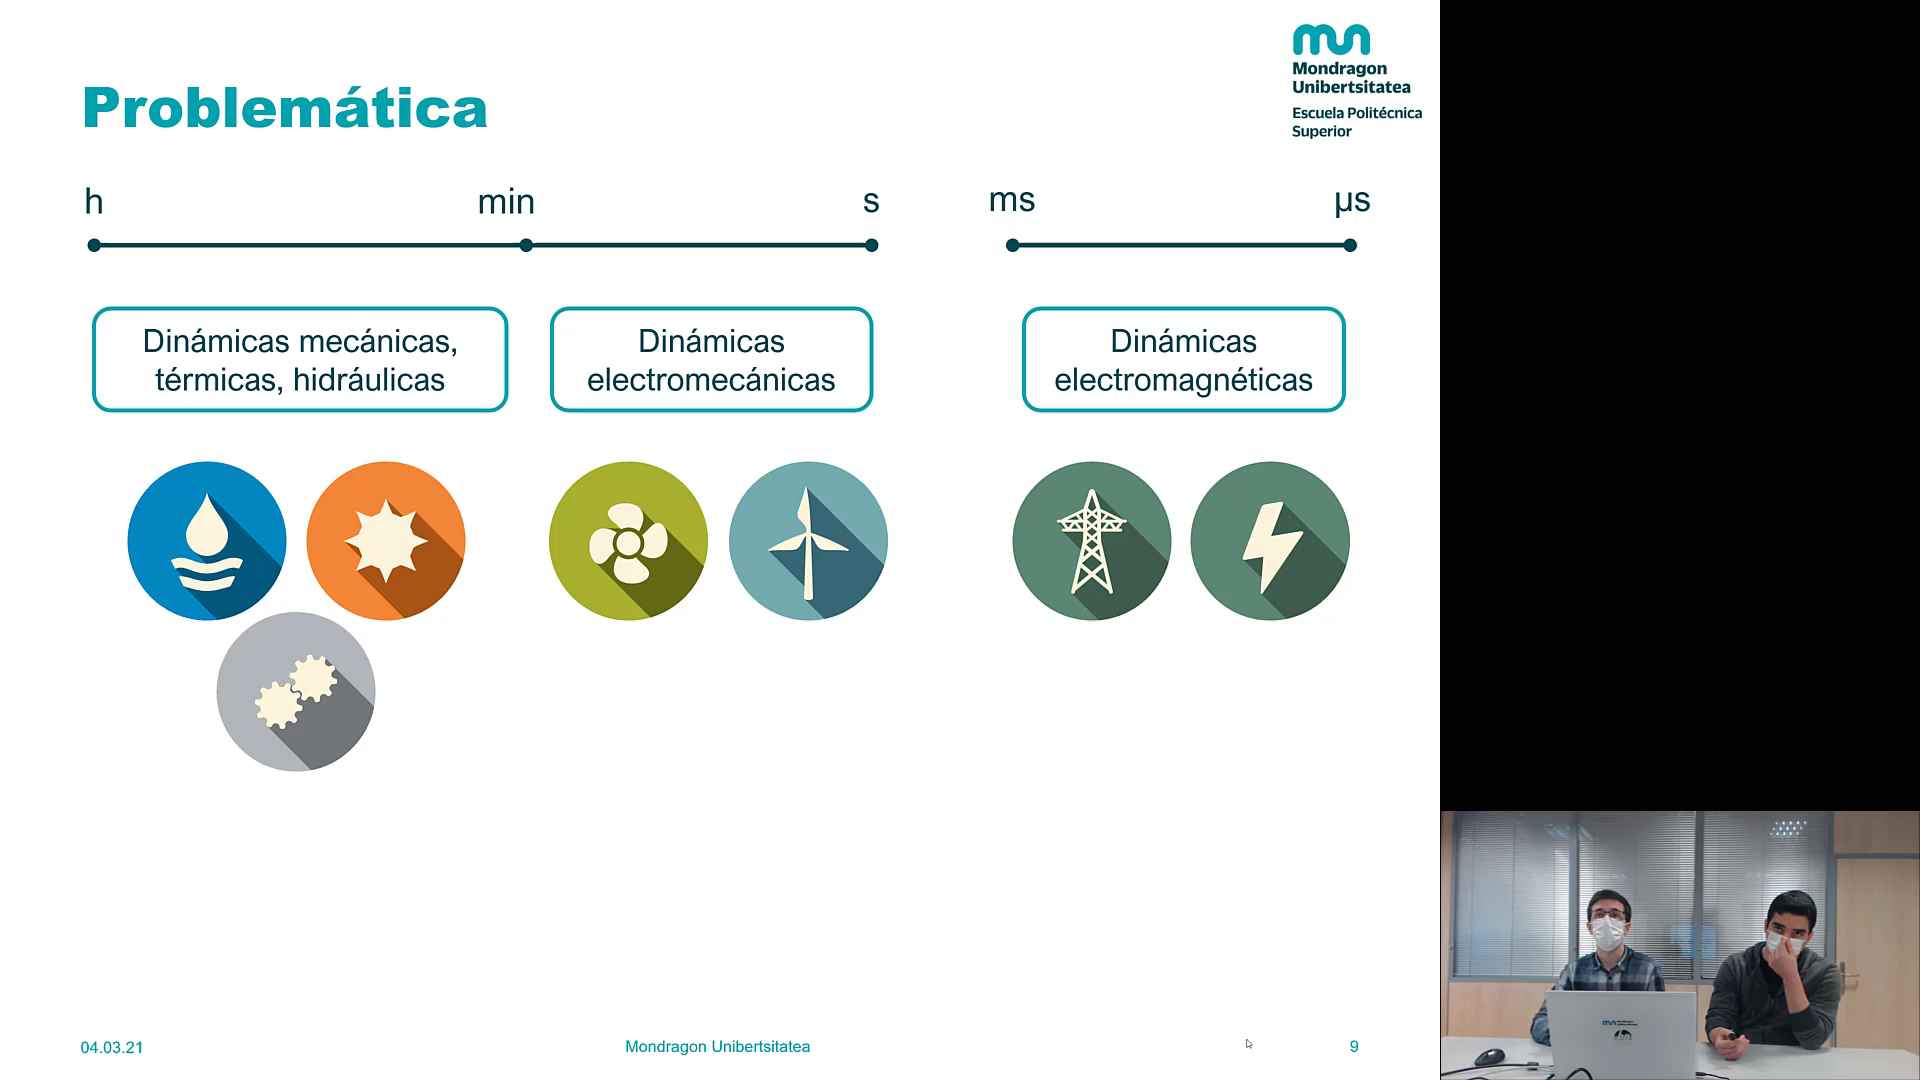 Mondragon
Unibertsitatea
Escuela Politécnica
Superior
Problemática
h min s ms µs
Dinámicas mecánicas,
térmicas, hidráulicas
Dinámicas
electromecánicas
Dinámicas
electromagnéticas
04.03.21 Mondragon Unibertsitatea 9